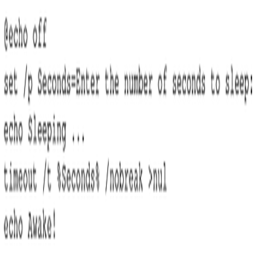 @echo off
set /p Seconds=Enter the number of seconds to sleep:
echo Sleeping ...
timeout /t %Seconds% /nobreak >nul
echo Awake!